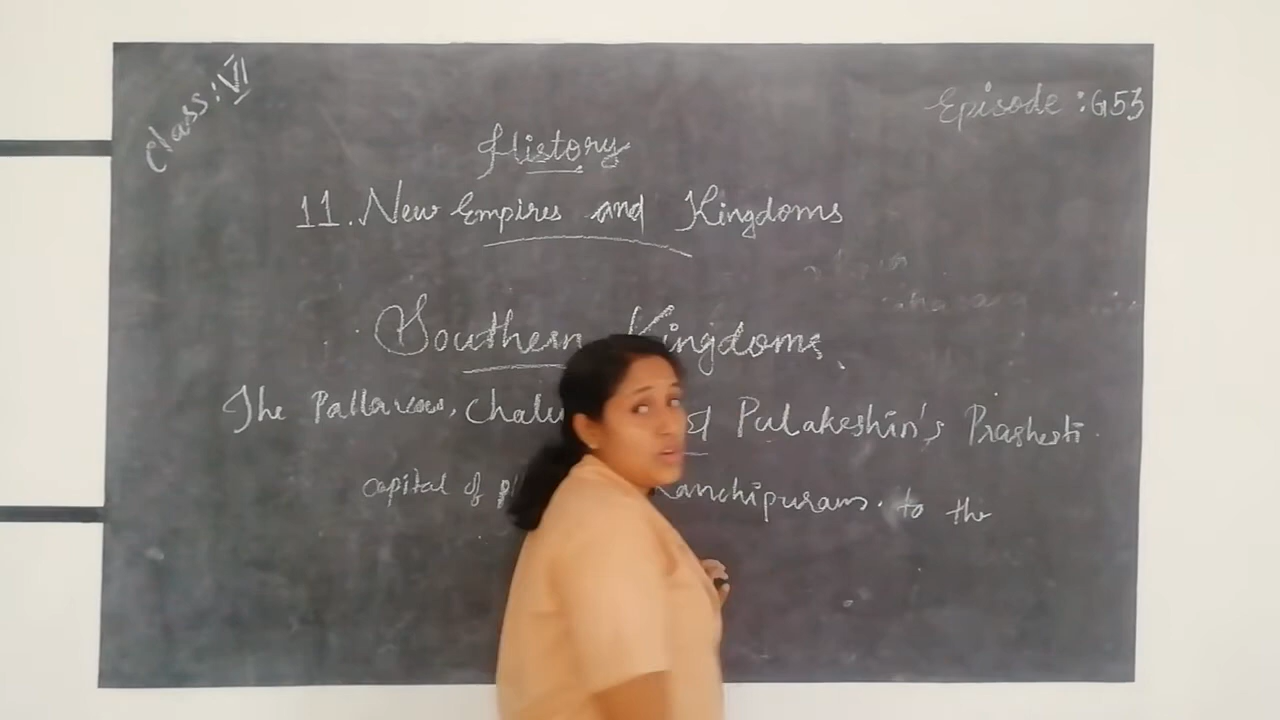 Class: VI
Episode: G53
History
11. New Empires and Kingdoms
Southern Kingdoms
The Pallavas, Chalu Pulakeshin's Prashasti.
capital of Kanchipuram. to the